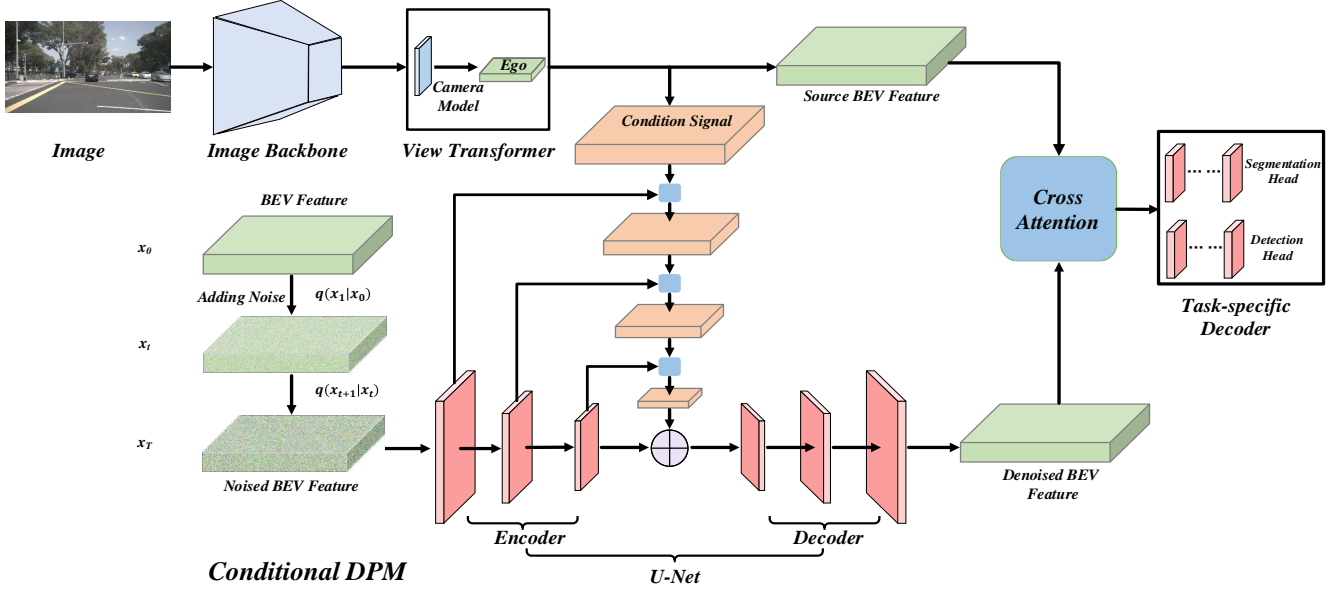 Ego
Camera
Model
Image
Image Backbone
View Transformer
Source BEV Feature
Condition Signal
Cross
Attention
Segmentation
Head
... ...
Detection
Head
... ...
Task-specific
Decoder
BEV Feature
x₀
Adding Noise
q(x₁|x₀)
xₜ
q(xₜ₊₁|xₜ)
x_T
Noised BEV Feature
Denoised BEV
Feature
Encoder
Decoder
U-Net
Conditional DPM